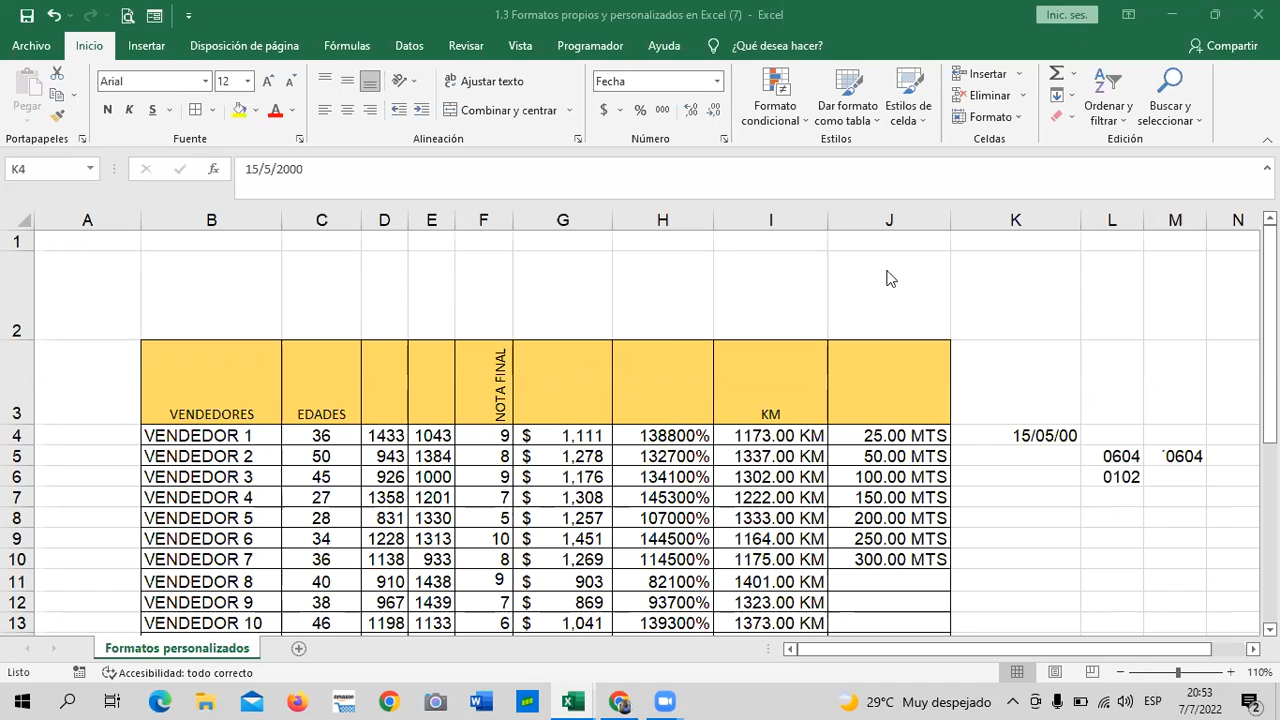 1.3 Formatos propios y personalizados en Excel (7) - Excel
Inic. ses.
Archivo Inicio Insertar Disposición de página Fórmulas Datos Revisar Vista Programador Ayuda ¿Qué desea hacer? Compartir
Pegar
Arial 12
N K S
Ajustar texto
Combinar y centrar
Fecha
$ % 000
Formato condicional
Dar formato como tabla
Estilos de celda
Insertar
Eliminar
Formato
Ordenar y filtrar
Buscar y seleccionar
Portapapeles Fuente Alineación Número Estilos Celdas Edición
K4 fx 15/5/2000
A B C D E F G H I J K L M N
1
2
3 VENDEDORES EDADES NOTA FINAL KM
4 VENDEDOR 1 36 1433 1043 9 $ 1,111 138800% 1173.00 KM 25.00 MTS 15/05/00
5 VENDEDOR 2 50 943 1384 8 $ 1,278 132700% 1337.00 KM 50.00 MTS 0604 ´0604
6 VENDEDOR 3 45 926 1000 9 $ 1,176 134100% 1302.00 KM 100.00 MTS 0102
7 VENDEDOR 4 27 1358 1201 7 $ 1,308 145300% 1222.00 KM 150.00 MTS
8 VENDEDOR 5 28 831 1330 5 $ 1,257 107000% 1333.00 KM 200.00 MTS
9 VENDEDOR 6 34 1228 1313 10 $ 1,451 144500% 1164.00 KM 250.00 MTS
10 VENDEDOR 7 36 1138 933 8 $ 1,269 114500% 1175.00 KM 300.00 MTS
11 VENDEDOR 8 40 910 1438 9 $ 903 82100% 1401.00 KM
12 VENDEDOR 9 38 967 1439 7 $ 869 93700% 1323.00 KM
13 VENDEDOR 10 46 1198 1133 6 $ 1,041 139300% 1373.00 KM
Formatos personalizados
Listo Accesibilidad: todo correcto 110%
29°C Muy despejado ESP 20:53
7/7/2022 2